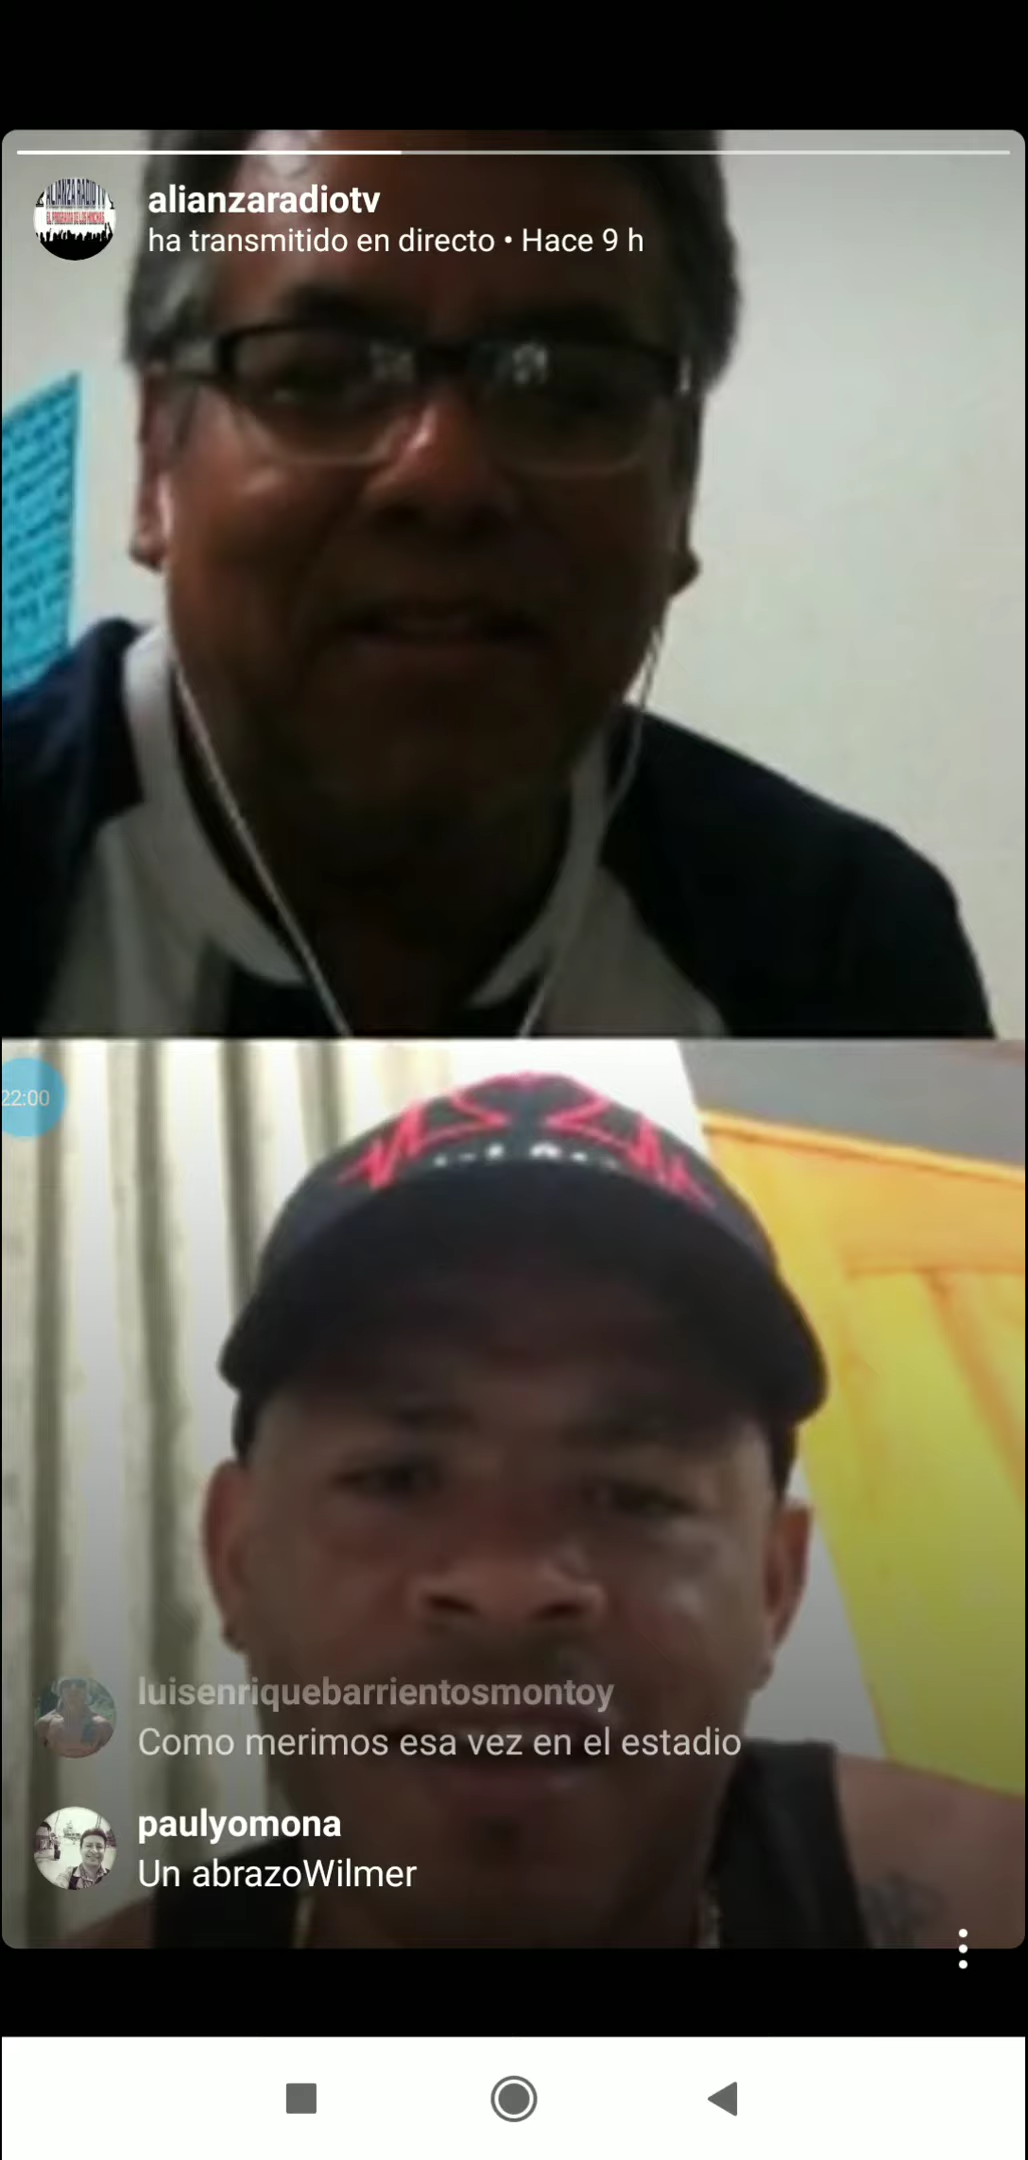 alianzaradiotv
ha transmitido en directo • Hace 9 h
22:00
luisenriquebarrientosmontoy
Como merimos esa vez en el estadio
paulyomona
Un abrazoWilmer